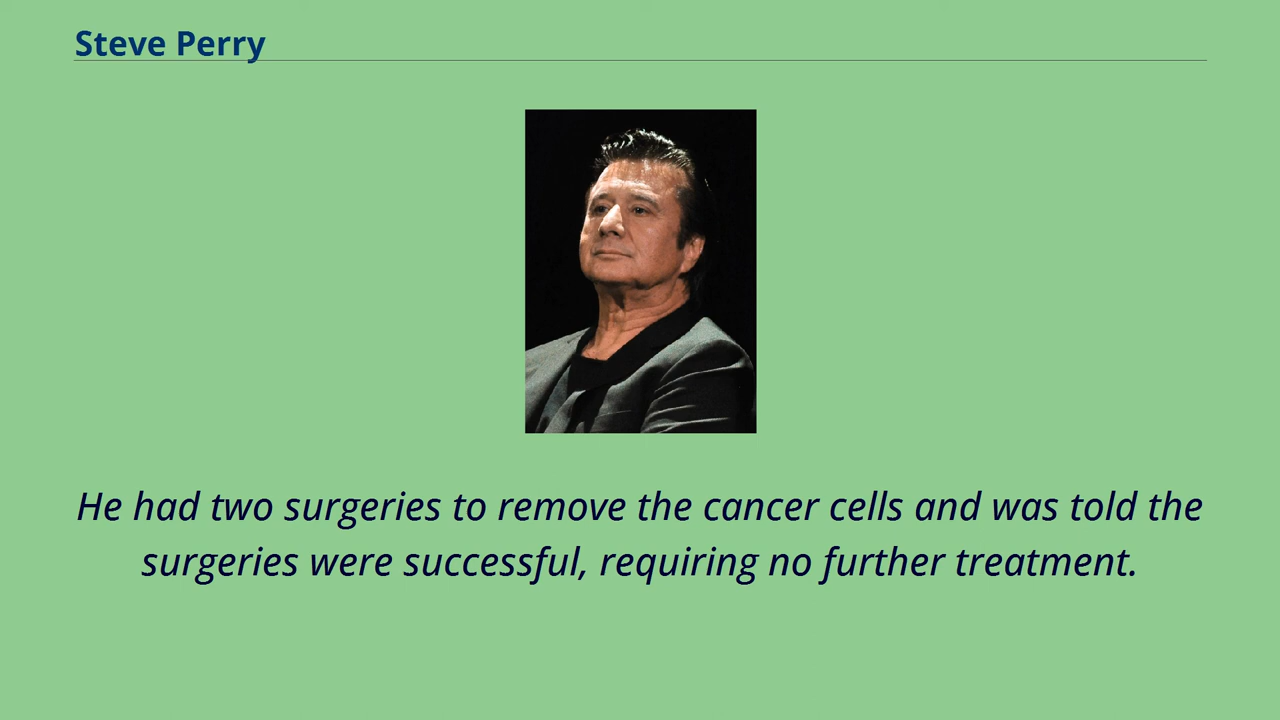 Steve Perry
He had two surgeries to remove the cancer cells and was told the
surgeries were successful, requiring no further treatment.